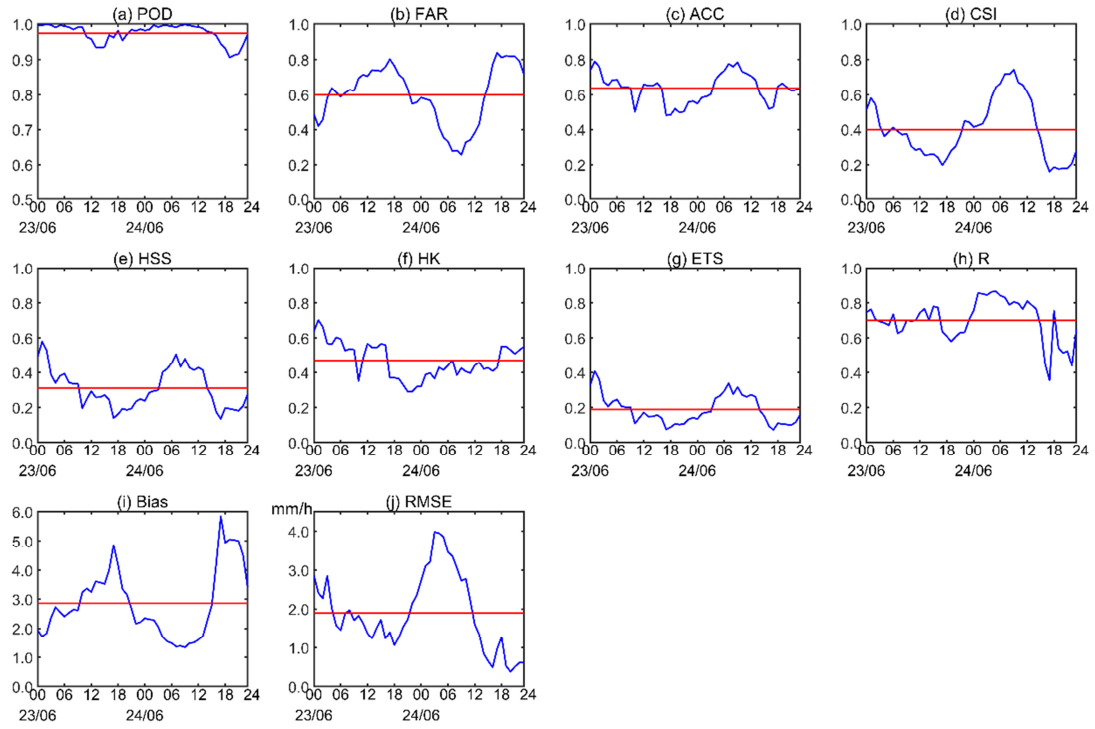 (a) POD (b) FAR (c) ACC (d) CSI
1.0 1.0 1.0 1.0
0.9 0.8 0.8 0.8
0.8 0.6 0.6 0.6
0.7 0.4 0.4 0.4
0.6 0.2 0.2 0.2
0.5 0.0 0.0 0.0
00 06 12 18 00 06 12 18 24 00 06 12 18 00 06 12 18 24 00 06 12 18 00 06 12 18 24 00 06 12 18 00 06 12 18 24
23/06 24/06 23/06 24/06 23/06 24/06 23/06 24/06
(e) HSS (f) HK (g) ETS (h) R
1.0 1.0 1.0 1.0
0.8 0.8 0.8 0.8
0.6 0.6 0.6 0.6
0.4 0.4 0.4 0.4
0.2 0.2 0.2 0.2
0.0 0.0 0.0 0.0
00 06 12 18 00 06 12 18 24 00 06 12 18 00 06 12 18 24 00 06 12 18 00 06 12 18 24 00 06 12 18 00 06 12 18 24
23/06 24/06 23/06 24/06 23/06 24/06 23/06 24/06
(i) Bias mm/h (j) RMSE
6.0
5.0 4.0
4.0 3.0
3.0 2.0
2.0 1.0
1.0
0.0 0.0
00 06 12 18 00 06 12 18 24 00 06 12 18 00 06 12 18 24
23/06 24/06 23/06 24/06